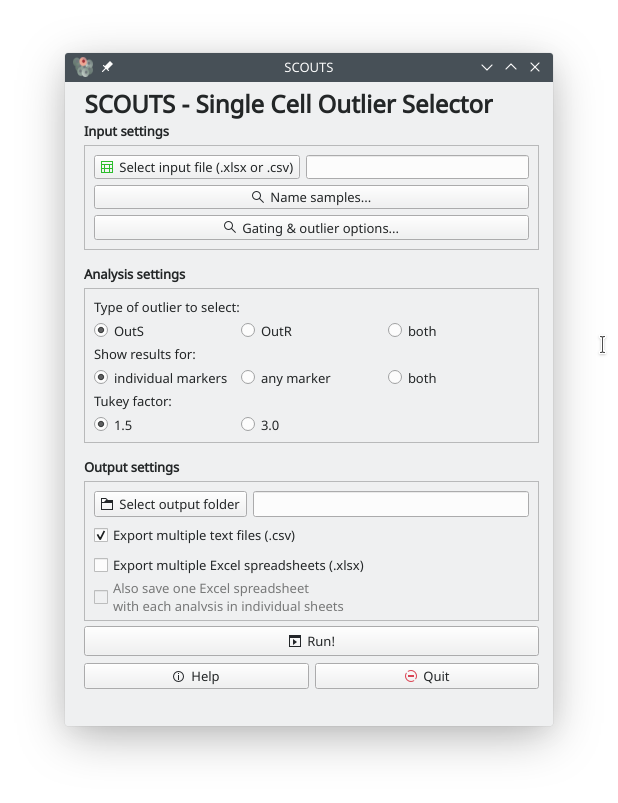 SCOUTS
SCOUTS - Single Cell Outlier Selector
Input settings
Select input file (.xlsx or .csv)
Name samples...
Gating & outlier options...
Analysis settings
Type of outlier to select:
OutS OutR both
Show results for:
individual markers any marker both
Tukey factor:
1.5 3.0
Output settings
Select output folder
Export multiple text files (.csv)
Export multiple Excel spreadsheets (.xlsx)
Also save one Excel spreadsheet
with each analysis in individual sheets
Run!
Help Quit